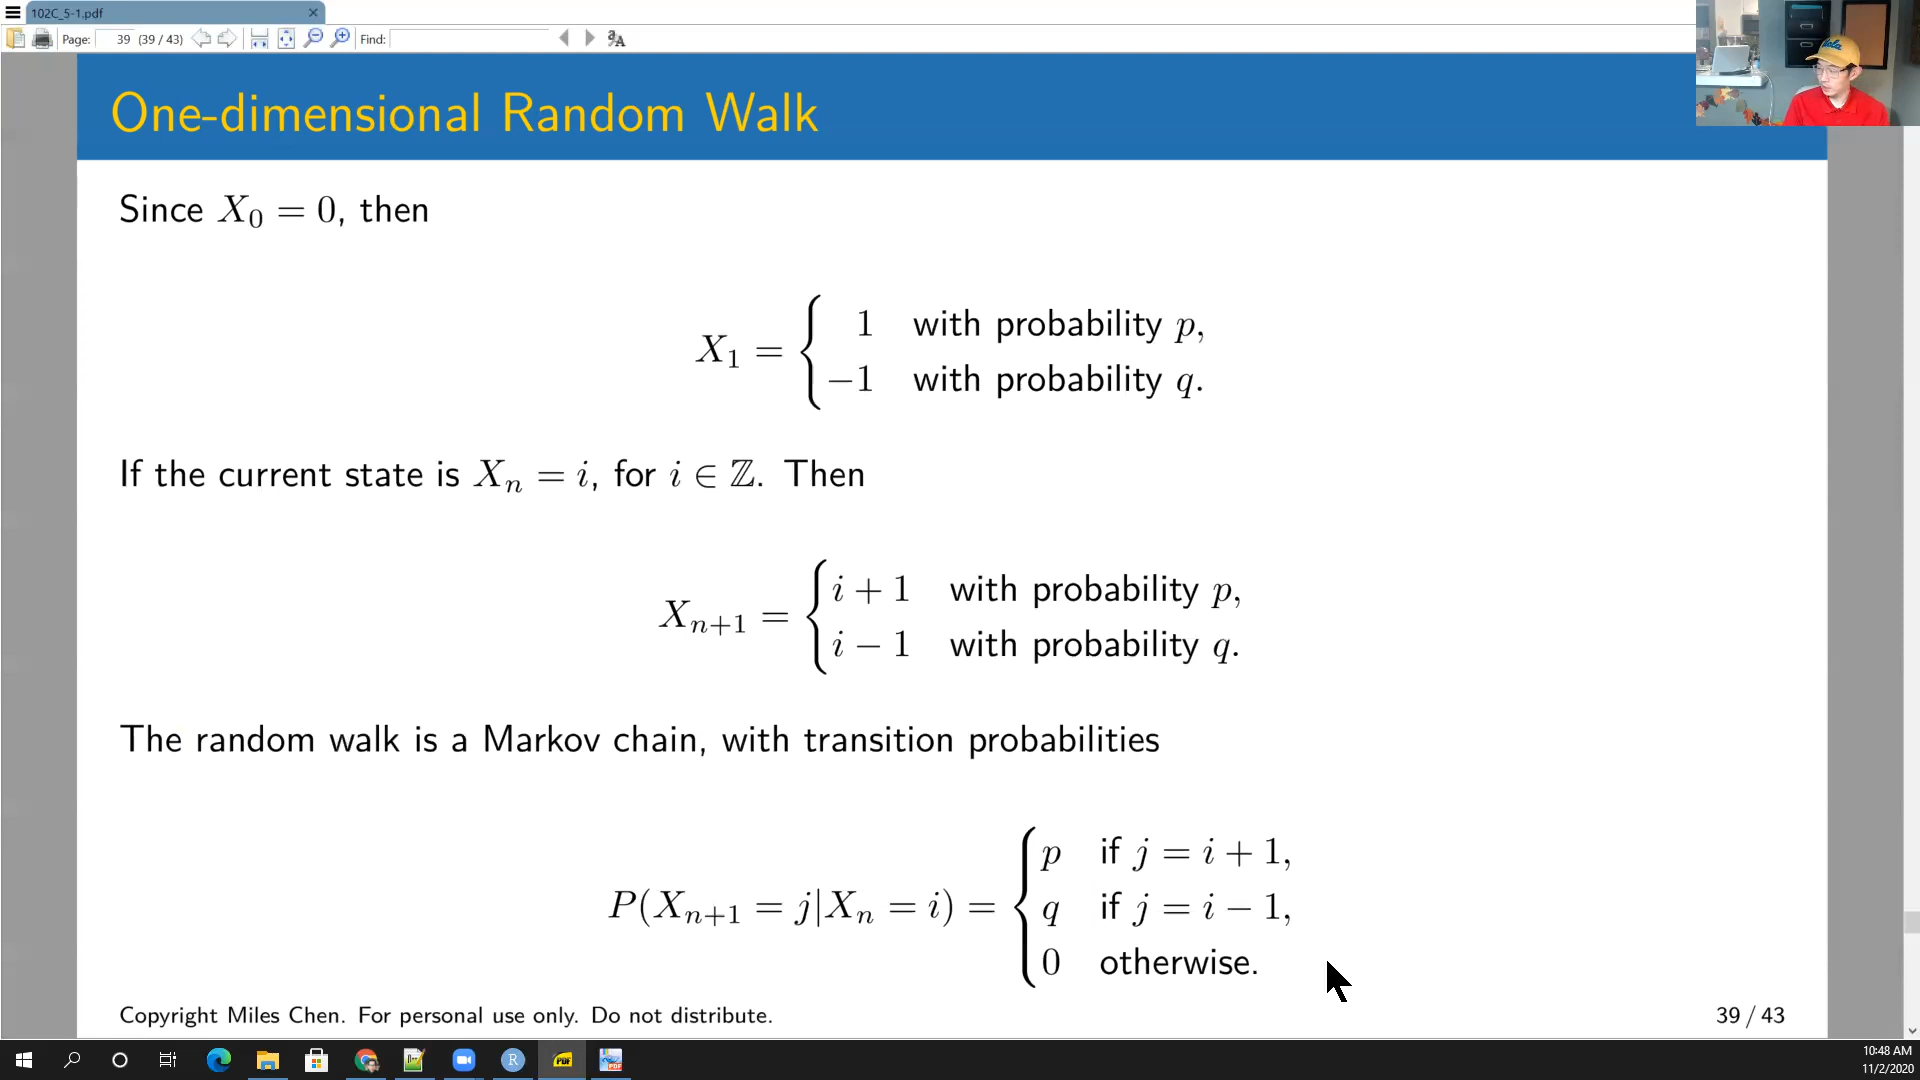 102C_5-1.pdf
Page: 39 (39 / 43) Find:
One-dimensional Random Walk
Since X₀ = 0, then
X₁ = { 1 with probability p,
−1 with probability q.
If the current state is Xₙ = i, for i ∈ ℤ. Then
Xₙ₊₁ = { i + 1 with probability p,
i − 1 with probability q.
The random walk is a Markov chain, with transition probabilities
P(Xₙ₊₁ = j|Xₙ = i) = { p if j = i + 1,
q if j = i − 1,
0 otherwise.
Copyright Miles Chen. For personal use only. Do not distribute.
39 / 43
10:48 AM
11/2/2020